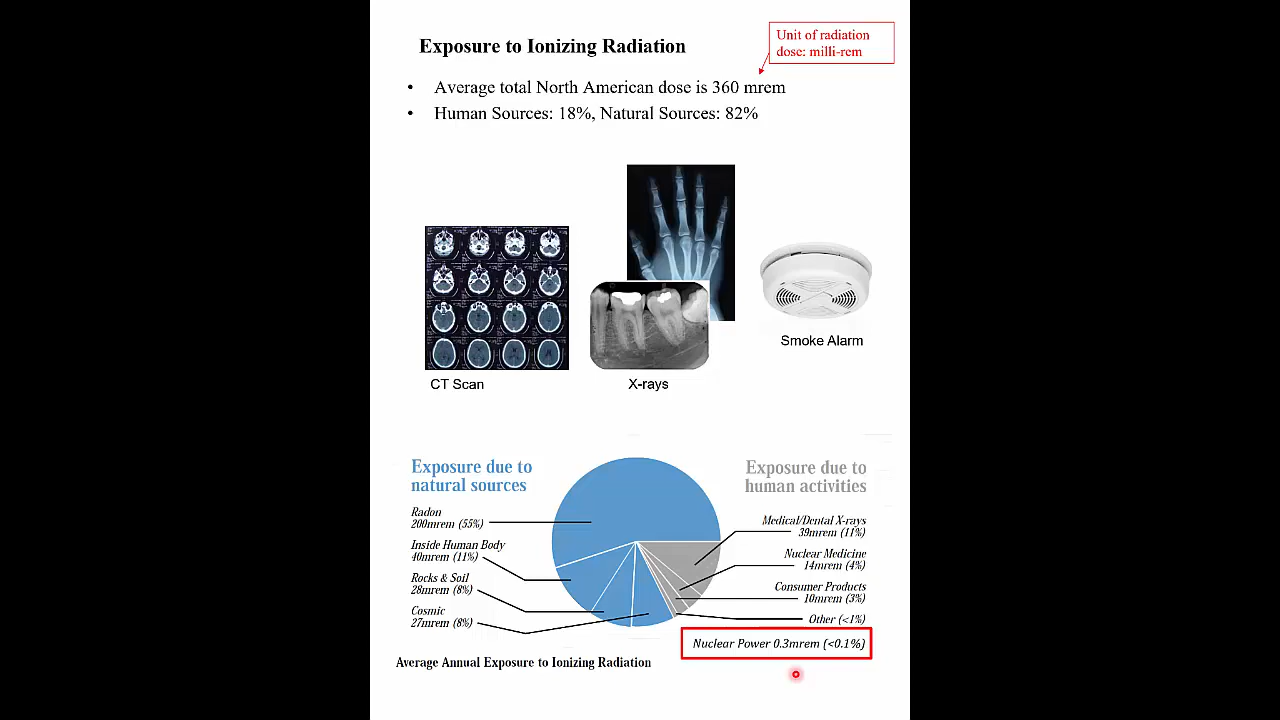 Exposure to Ionizing Radiation
Unit of radiation
dose: milli-rem
• Average total North American dose is 360 mrem
• Human Sources: 18%, Natural Sources: 82%
CT Scan
X-rays
Smoke Alarm
Exposure due to
natural sources
Radon
200mrem (55%)
Inside Human Body
40mrem (11%)
Rocks & Soil
28mrem (8%)
Cosmic
27mrem (8%)
Exposure due to
human activities
Medical/Dental X-rays
39mrem (11%)
Nuclear Medicine
14mrem (4%)
Consumer Products
10mrem (3%)
Other (<1%)
Nuclear Power 0.3mrem (<0.1%)
Average Annual Exposure to Ionizing Radiation